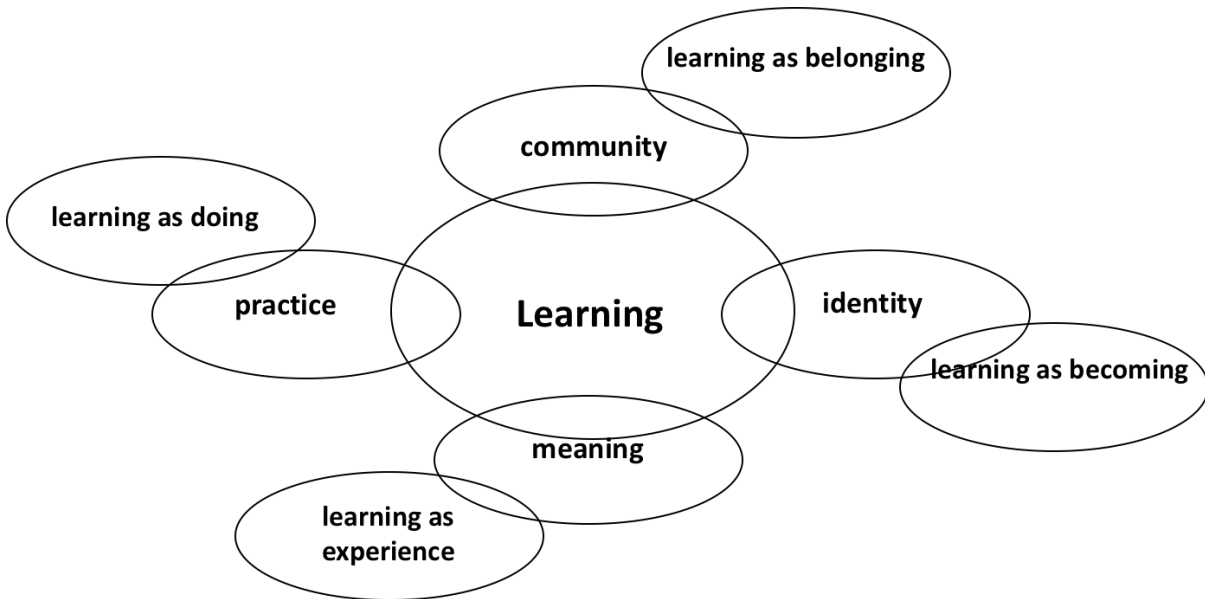 learning as belonging
community
learning as doing
practice
Learning
identity
learning as becoming
meaning
learning as
experience